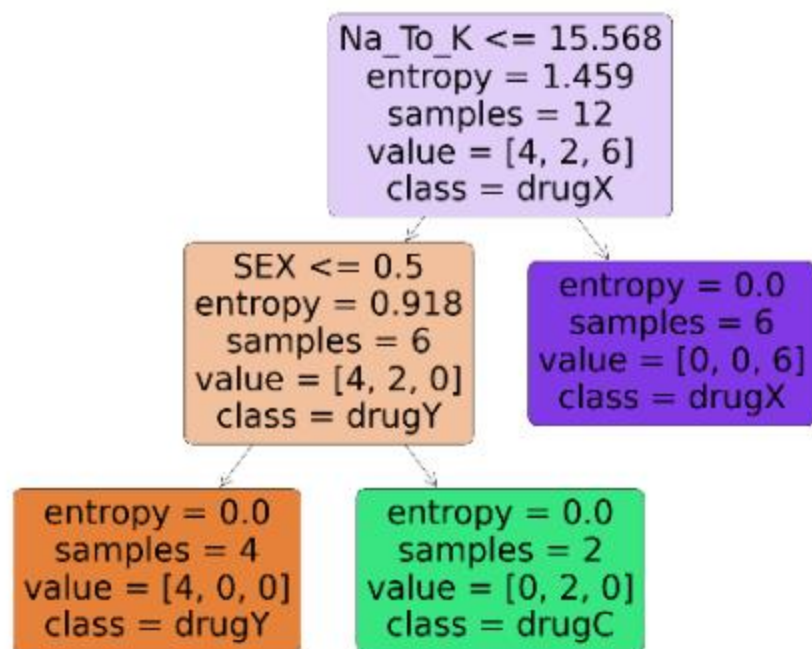 Na_To_K <= 15.568
entropy = 1.459
samples = 12
value = [4, 2, 6]
class = drugX
SEX <= 0.5
entropy = 0.918
samples = 6
value = [4, 2, 0]
class = drugY
entropy = 0.0
samples = 6
value = [0, 0, 6]
class = drugX
entropy = 0.0
samples = 4
value = [4, 0, 0]
class = drugY
entropy = 0.0
samples = 2
value = [0, 2, 0]
class = drugC